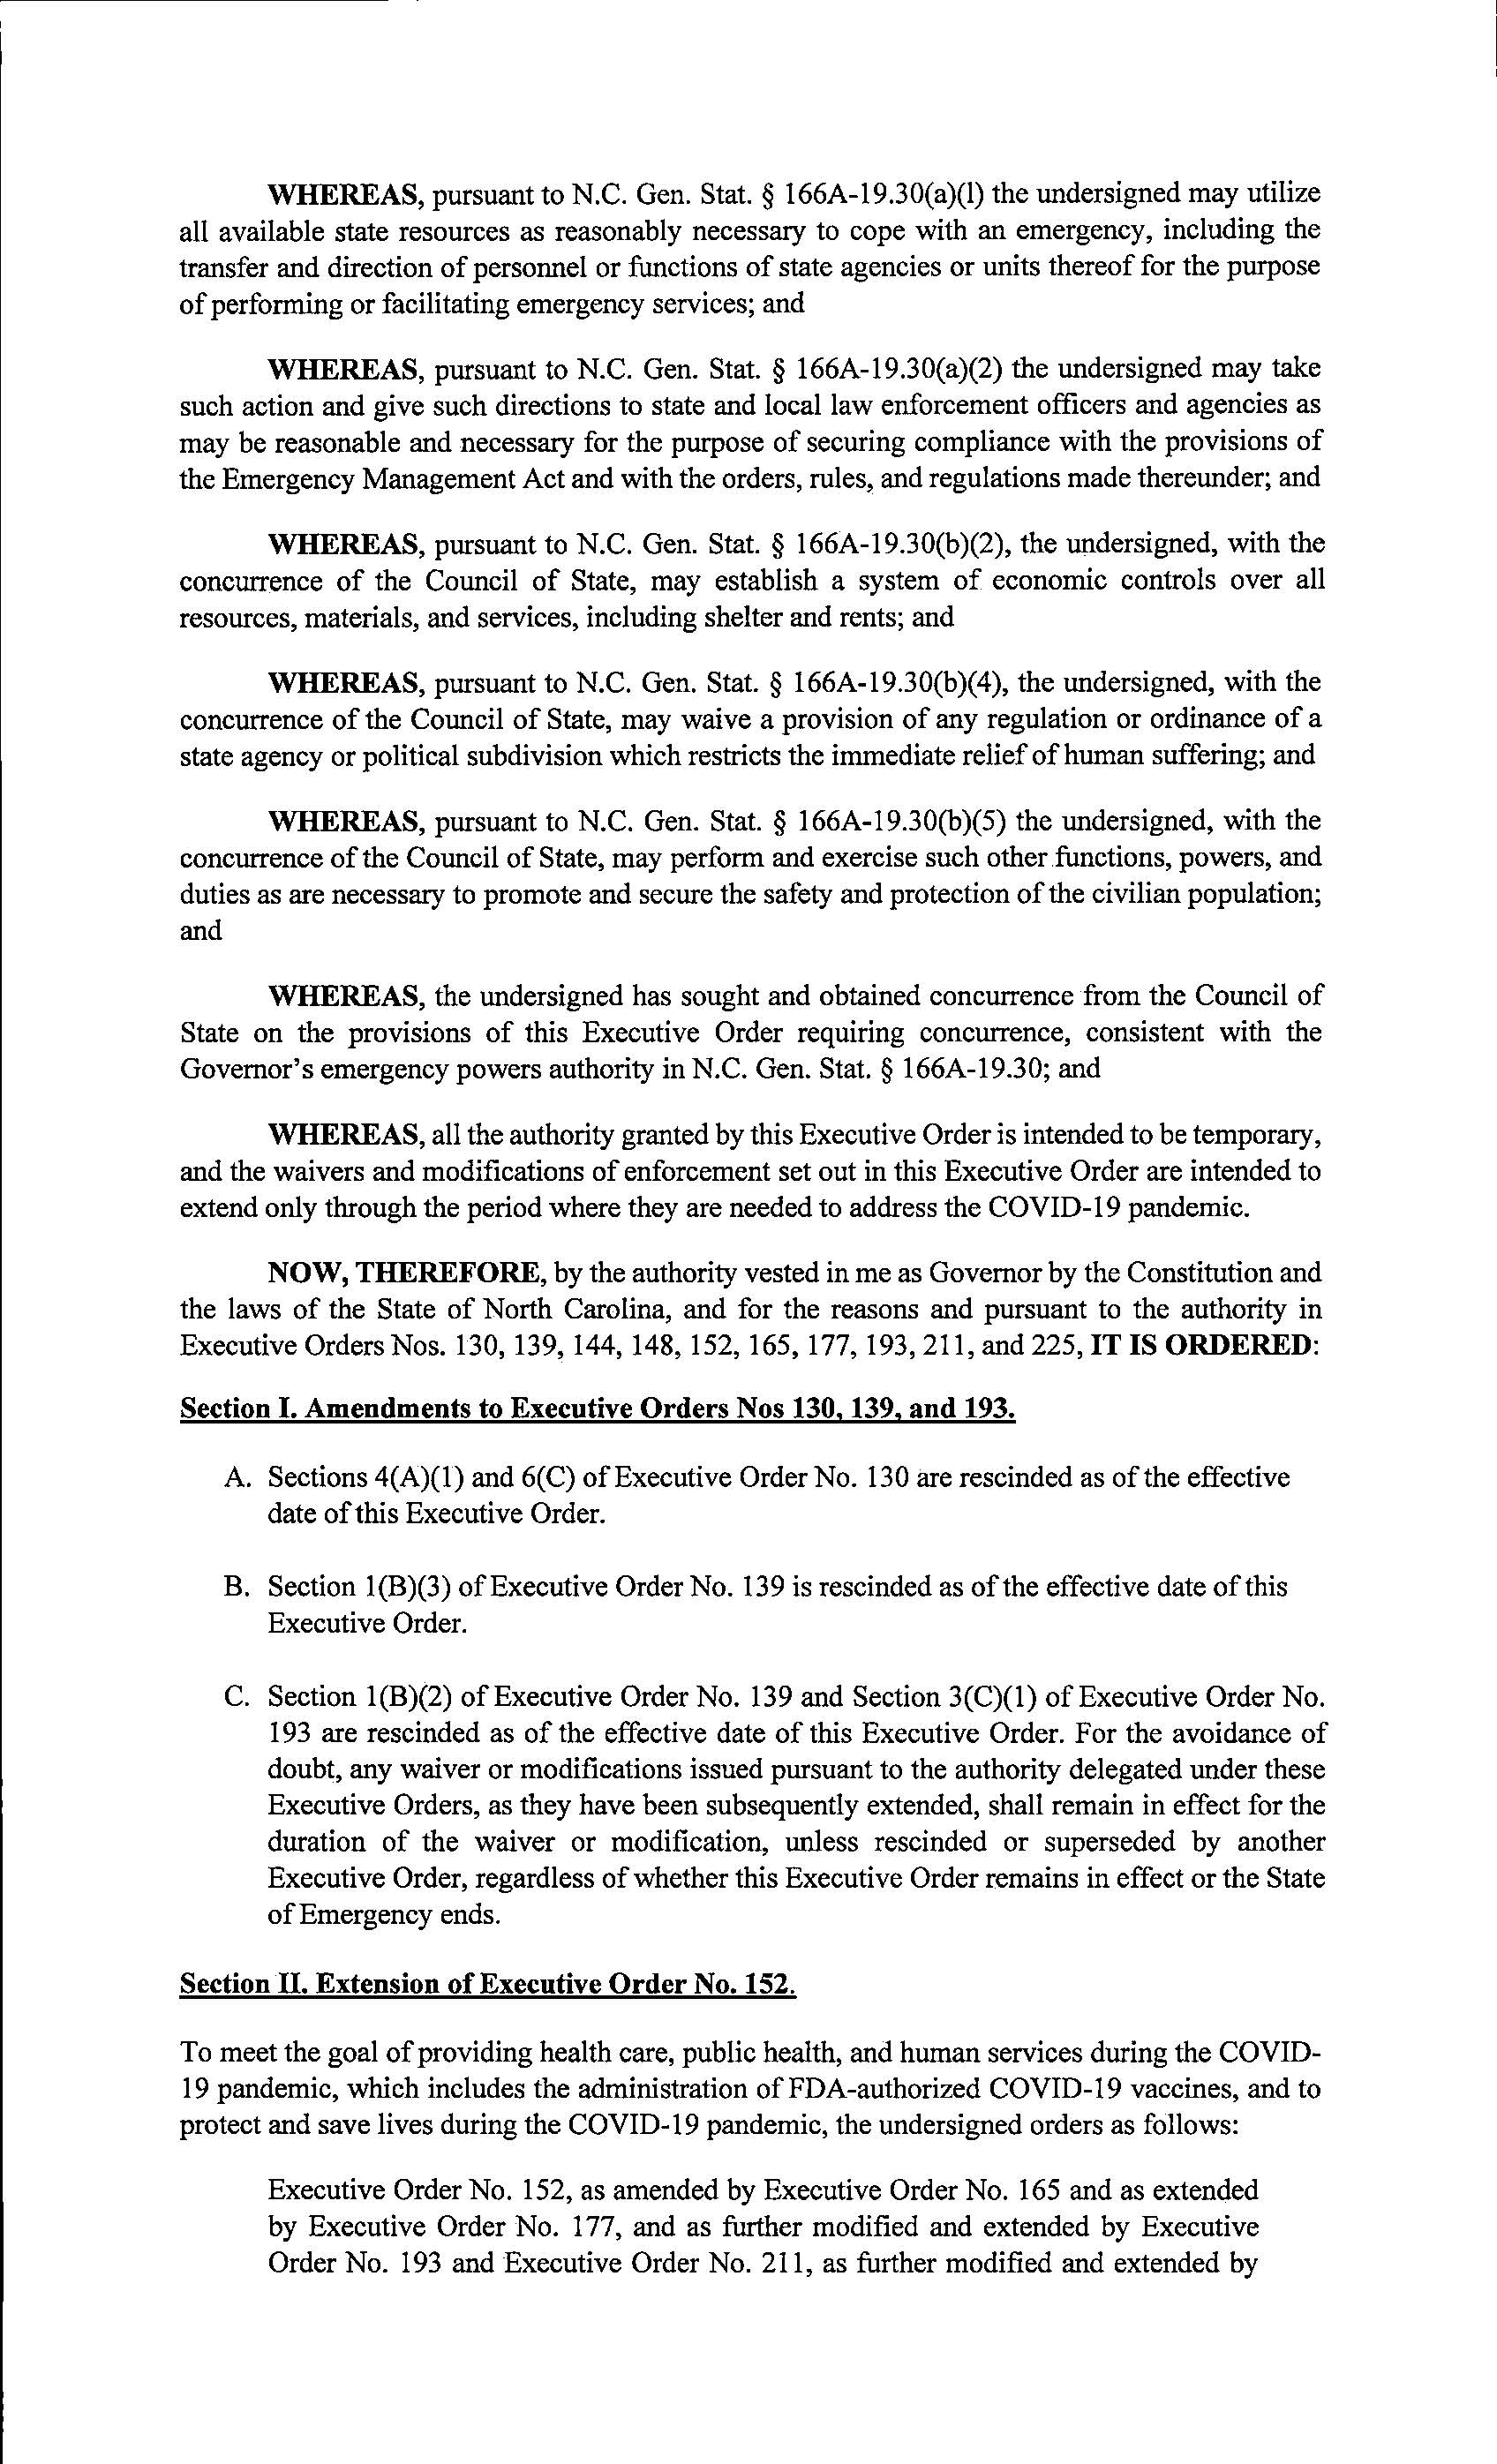 WHEREAS, pursuant to N.C. Gen. Stat. § 166A-19.30(a)(l) the undersigned may utilize
all available state resources as reasonably necessary to cope with an emergency, including the
transfer and direction of personnel or functions of state agencies or units thereof for the purpose
of performing or facilitating emergency services; and
WHEREAS, pursuant to N.C. Gen. Stat. § 166A-19.30(a)(2) the undersigned may take
such action and give such directions to state and local law enforcement officers and agencies as
may be reasonable and necessary for the purpose of securing compliance with the provisions of
the Emergency Management Act and with the orders, rules, and regulations made thereunder; and
WHEREAS, pursuant to N.C. Gen. Stat. § 166A-19.30(b)(2), the undersigned, with the
concurrence of the Council of State, may establish a system of economic controls over all
resources, materials, and services, including shelter and rents; and
WHEREAS, pursuant to N.C. Gen. Stat. § 166A-19.30(b)(4), the undersigned, with the
concurrence of the Council of State, may waive a provision of any regulation or ordinance of a
state agency or political subdivision which restricts the immediate relief of human suffering; and
WHEREAS, pursuant to N.C. Gen. Stat. § 166A-19.30(b)(5) the undersigned, with the
concurrence of the Council of State, may perform and exercise such other functions, powers, and
duties as are necessary to promote and secure the safety and protection of the civilian population;
and
WHEREAS, the undersigned has sought and obtained concurrence from the Council of
State on the provisions of this Executive Order requiring concurrence, consistent with the
Governor's emergency powers authority in N.C. Gen. Stat. § 166A-19.30; and
WHEREAS, all the authority granted by this Executive Order is intended to be temporary,
and the waivers and modifications of enforcement set out in this Executive Order are intended to
extend only through the period where they are needed to address the COVID-19 pandemic.
NOW, THEREFORE, by the authority vested in me as Governor by the Constitution and
the laws of the State of North Carolina, and for the reasons and pursuant to the authority in
Executive Orders Nos. 130, 139, 144, 148, 152, 165, 177, 193, 211, and 225, IT IS ORDERED:
Section I. Amendments to Executive Orders Nos 130, 139, and 193.
A. Sections 4(A)(1) and 6(C) of Executive Order No. 130 are rescinded as of the effective
date of this Executive Order.
B. Section 1(B)(3) of Executive Order No. 139 is rescinded as of the effective date of this
Executive Order.
C. Section 1(B)(2) of Executive Order No. 139 and Section 3(C)(1) of Executive Order No.
193 are rescinded as of the effective date of this Executive Order. For the avoidance of
doubt, any waiver or modifications issued pursuant to the authority delegated under these
Executive Orders, as they have been subsequently extended, shall remain in effect for the
duration of the waiver or modification, unless rescinded or superseded by another
Executive Order, regardless of whether this Executive Order remains in effect or the State
of Emergency ends.
Section II. Extension of Executive Order No. 152.
To meet the goal of providing health care, public health, and human services during the COVID-
19 pandemic, which includes the administration of FDA-authorized COVID-19 vaccines, and to
protect and save lives during the COVID-19 pandemic, the undersigned orders as follows:
Executive Order No. 152, as amended by Executive Order No. 165 and as extended
by Executive Order No. 177, and as further modified and extended by Executive
Order No. 193 and Executive Order No. 211, as further modified and extended by